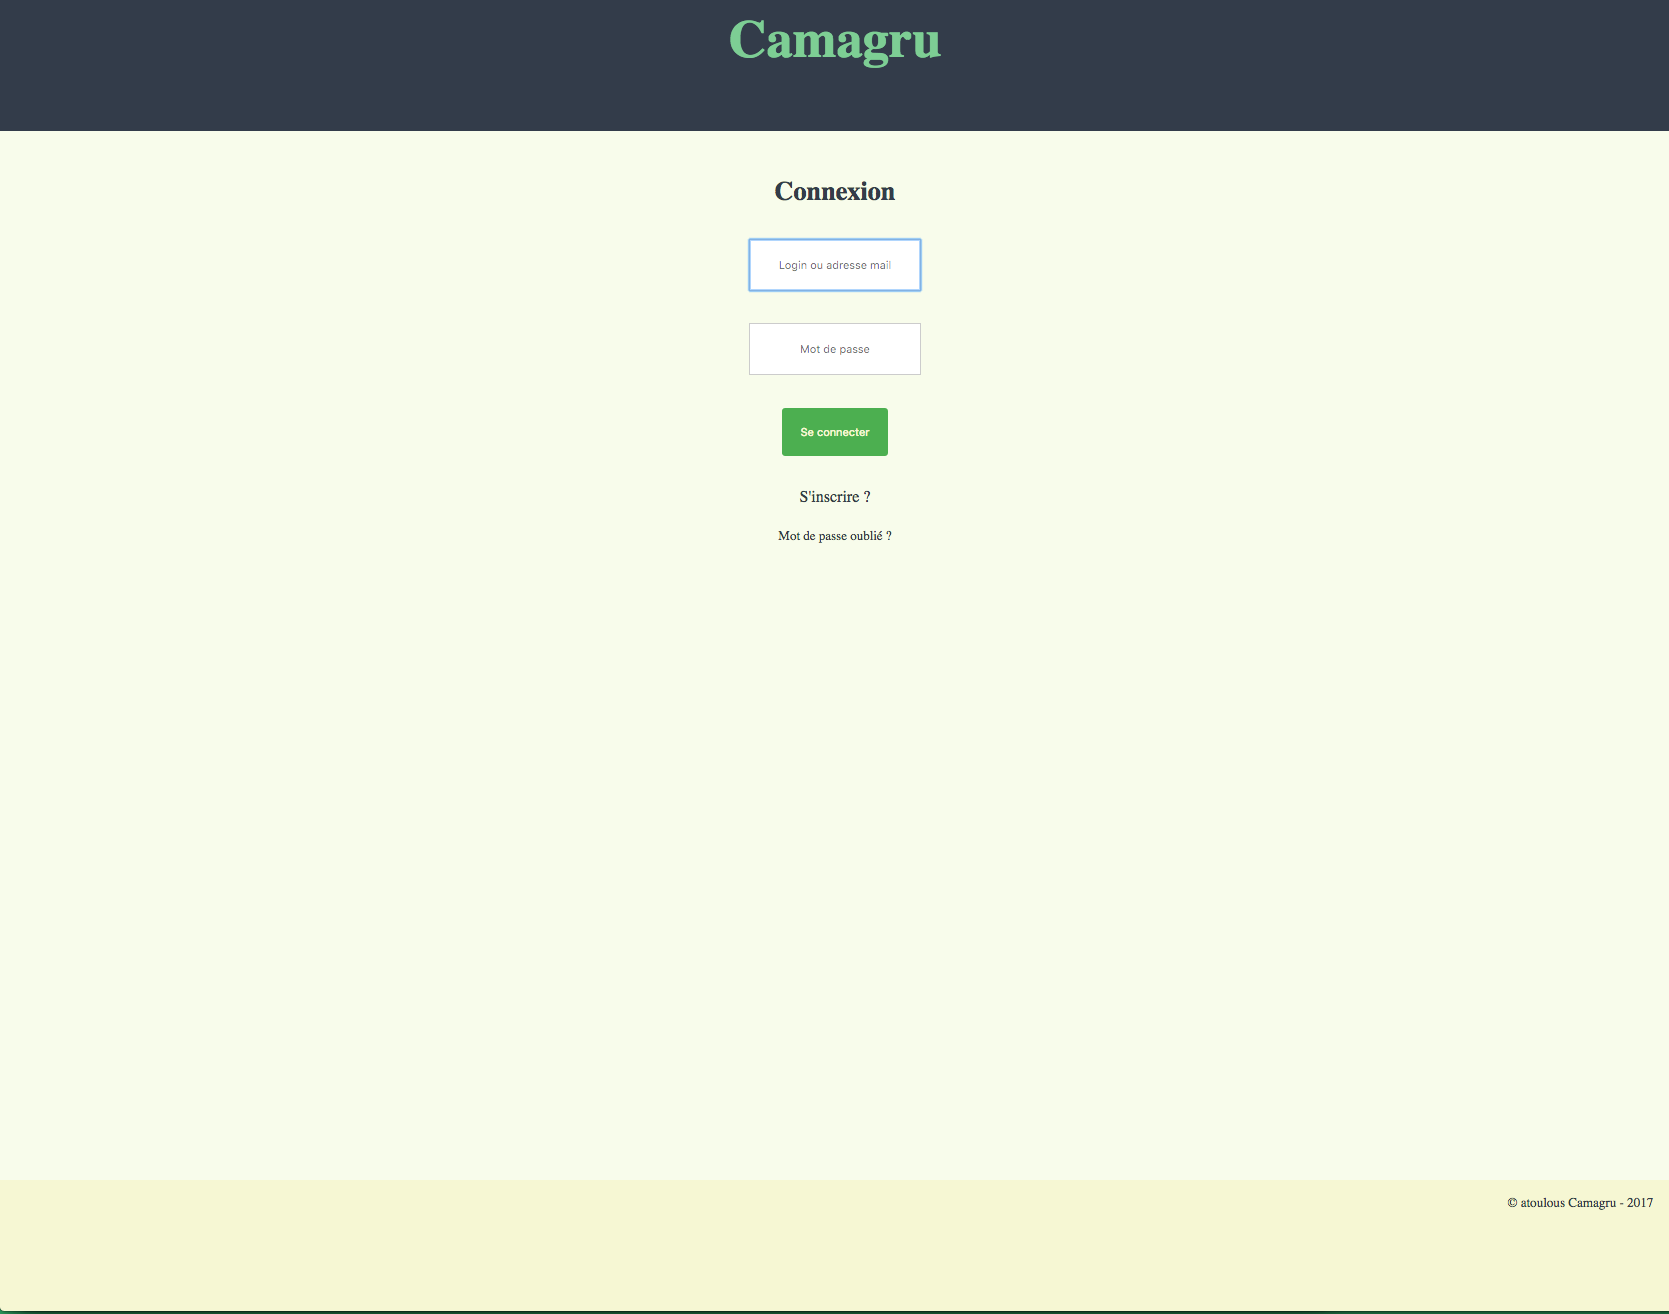 Camagru
Connexion
Login ou adresse mail
Mot de passe
Se connecter
S'inscrire ?
Mot de passe oublié ?
© atoulous Camagru - 2017